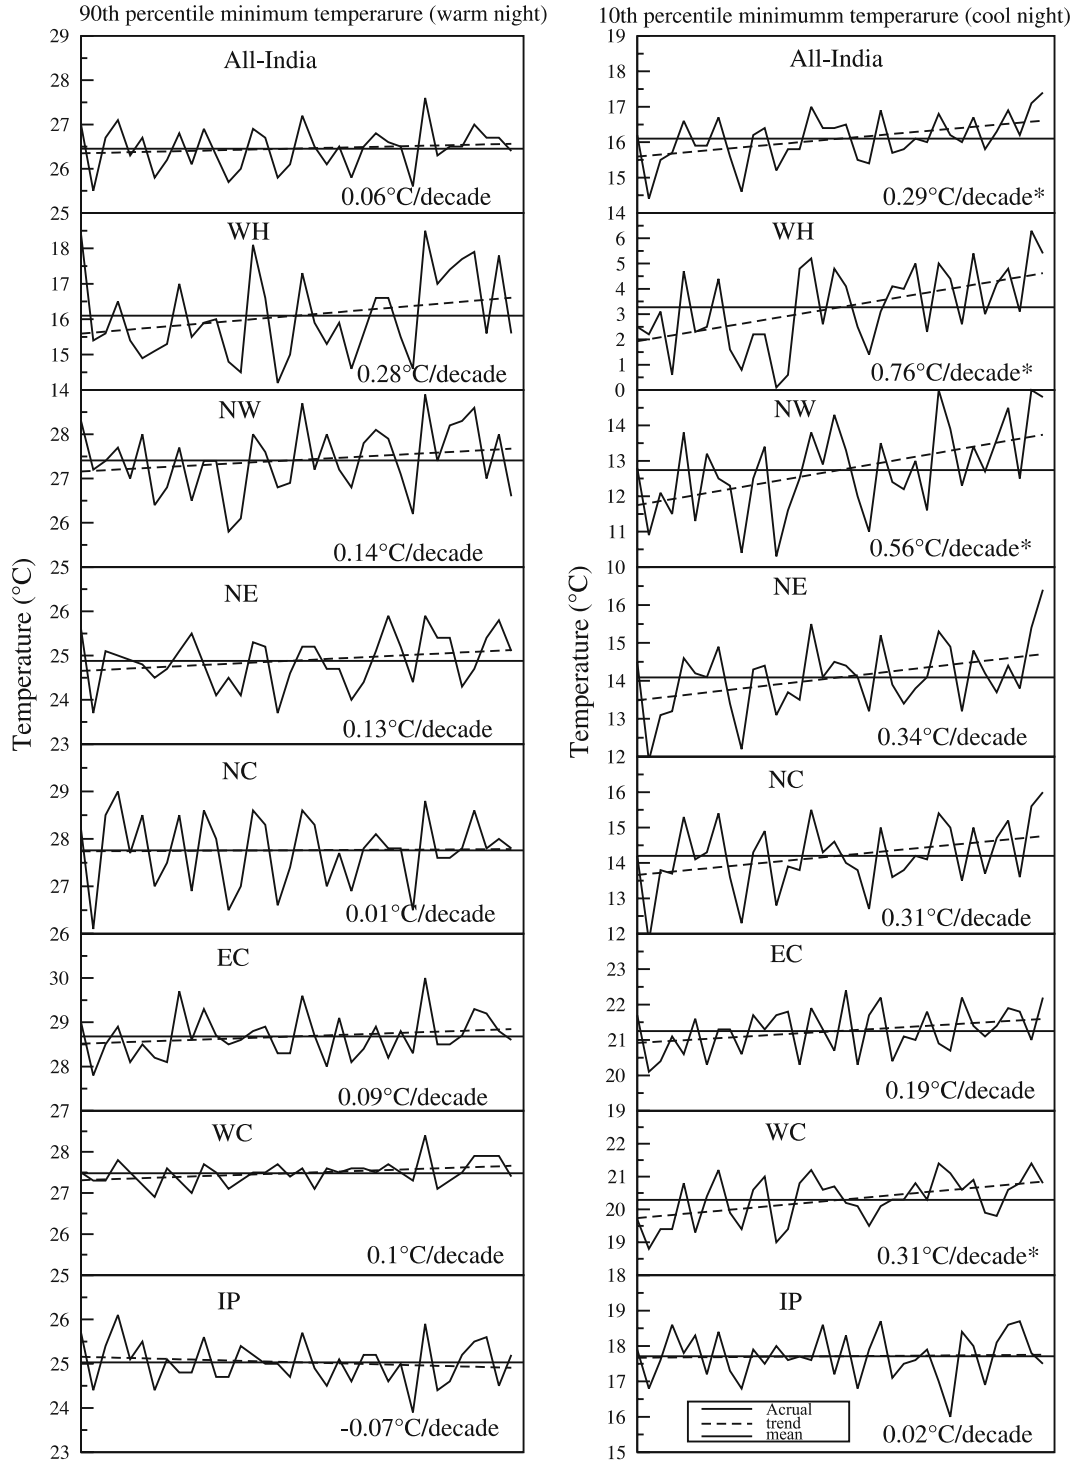 90th percentile minimum temperarure (warm night)
29
28
27
26
25
All-India
0.06°C/decade
18
17
16
15
14
WH
0.28°C/decade
28
27
26
25
NW
0.14°C/decade
26
25
24
23
NE
0.13°C/decade
29
28
27
26
NC
0.01°C/decade
30
29
28
27
EC
0.09°C/decade
28
27
26
25
WC
0.1°C/decade
26
25
24
23
IP
-0.07°C/decade
Temperature (°C)
10th percentile minimumm temperarure (cool night)
19
18
17
16
15
14
All-India
0.29°C/decade*
6
5
4
3
2
1
0
WH
0.76°C/decade*
14
13
12
11
10
NW
0.56°C/decade*
16
15
14
13
12
NE
0.34°C/decade
16
15
14
13
12
NC
0.31°C/decade
23
22
21
20
19
EC
0.19°C/decade
22
21
20
19
18
WC
0.31°C/decade*
19
18
17
16
15
IP
Acrual
trend
mean
0.02°C/decade
Temperature (°C)